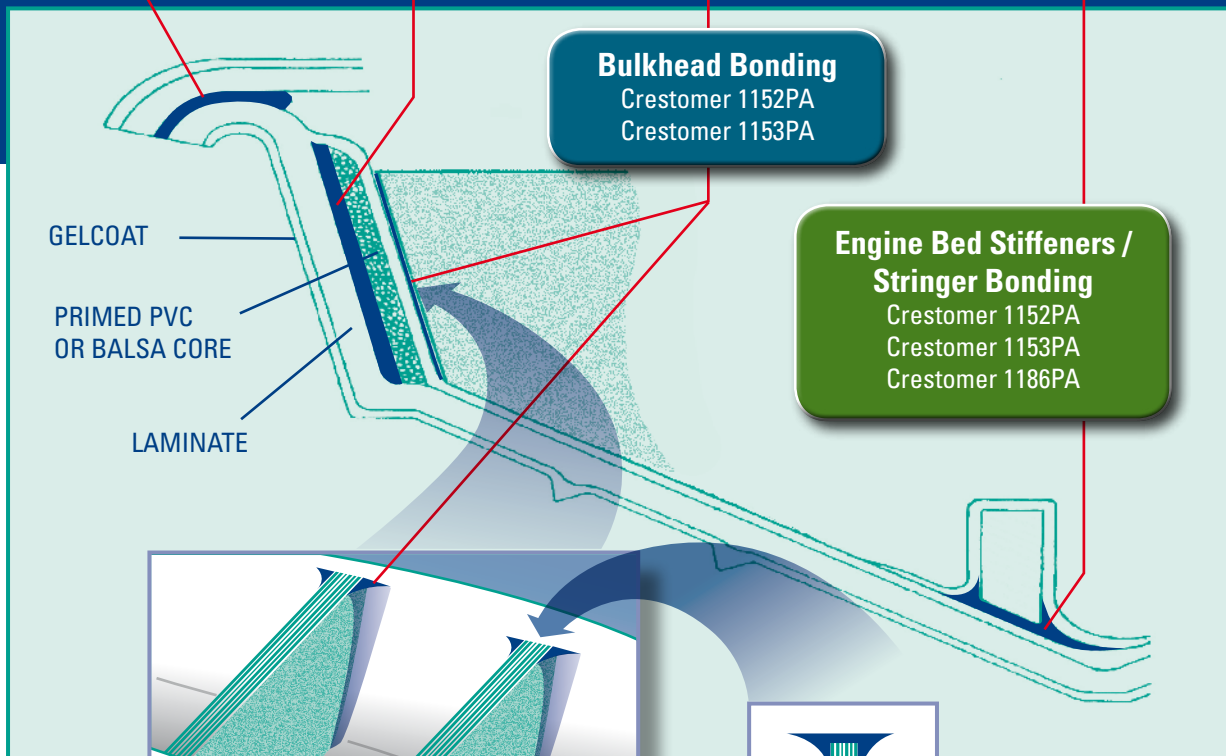 Bulkhead Bonding
Crestomer 1152PA
Crestomer 1153PA
GELCOAT
PRIMED PVC
OR BALSA CORE
LAMINATE
Engine Bed Stiffeners /
Stringer Bonding
Crestomer 1152PA
Crestomer 1153PA
Crestomer 1186PA